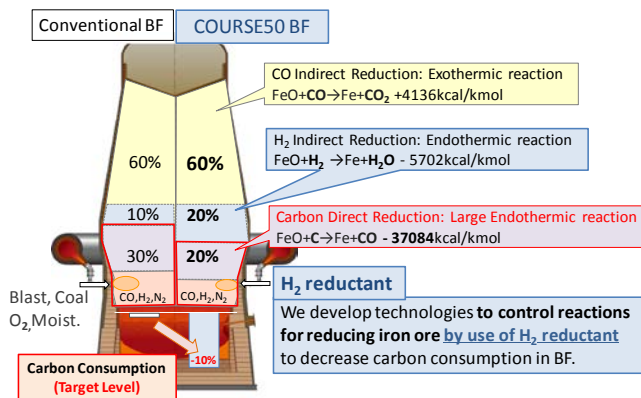 Conventional BF
COURSE50 BF
CO Indirect Reduction: Exothermic reaction
FeO+CO→Fe+CO₂ +4136kcal/kmol
H₂ Indirect Reduction: Endothermic reaction
FeO+H₂ →Fe+H₂O - 5702kcal/kmol
60%
60%
10%
20%
Carbon Direct Reduction: Large Endothermic reaction
FeO+C→Fe+CO - 37084kcal/kmol
30%
20%
CO,H₂,N₂
CO,H₂,N₂
Blast, Coal
O₂,Moist.
H₂ reductant
We develop technologies to control reactions
for reducing iron ore by use of H₂ reductant
to decrease carbon consumption in BF.
-10%
Carbon Consumption
(Target Level)